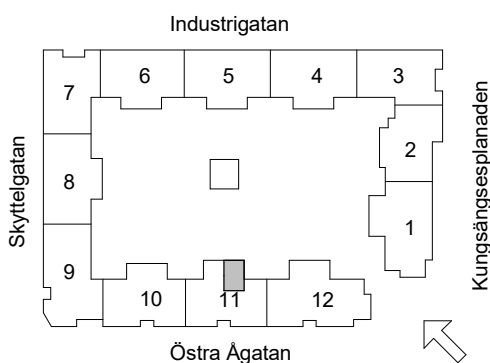 Industrigatan
6 5 4 3
7
Skyttelgatan
8
2
Kungsängsesplanaden
1
9
10 11 12
Östra Ågatan